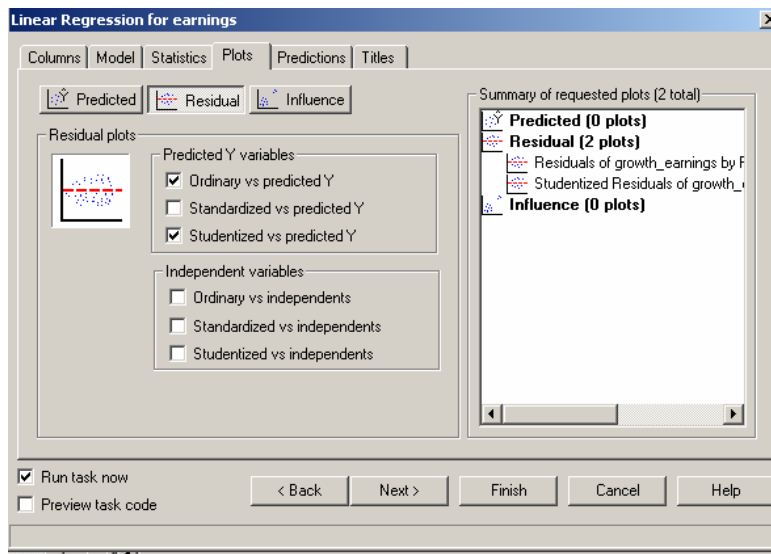 Linear Regression for earnings
Columns Model Statistics Plots Predictions Titles
Predicted Residual Influence
Residual plots
Predicted Y variables
Ordinary vs predicted Y
Standardized vs predicted Y
Studentized vs predicted Y
Independent variables
Ordinary vs independents
Standardized vs independents
Studentized vs independents
Summary of requested plots (2 total)
Predicted (0 plots)
Residual (2 plots)
Residuals of growth_earnings by
Studentized Residuals of growth_
Influence (0 plots)
Run task now
Preview task code
< Back Next > Finish Cancel Help